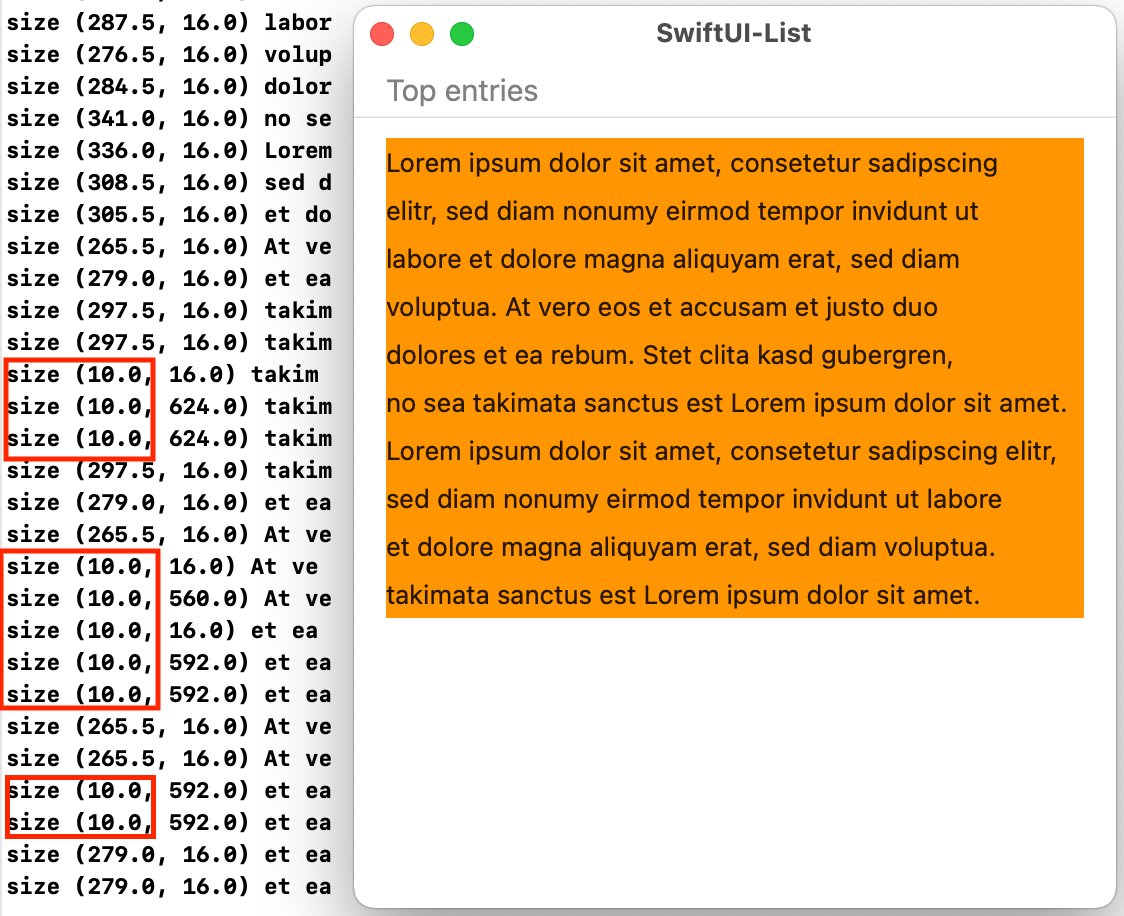 size (287.5, 16.0) labor
size (276.5, 16.0) volup
size (284.5, 16.0) dolor
size (341.0, 16.0) no se
size (336.0, 16.0) Lorem
size (308.5, 16.0) sed d
size (305.5, 16.0) et do
size (265.5, 16.0) At ve
size (279.0, 16.0) et ea
size (297.5, 16.0) takim
size (297.5, 16.0) takim
size (10.0, 16.0) takim
size (10.0, 624.0) takim
size (10.0, 624.0) takim
size (297.5, 16.0) takim
size (279.0, 16.0) et ea
size (265.5, 16.0) At ve
size (10.0, 16.0) At ve
size (10.0, 560.0) At ve
size (10.0, 16.0) et ea
size (10.0, 592.0) et ea
size (10.0, 592.0) et ea
size (265.5, 16.0) At ve
size (265.5, 16.0) At ve
size (10.0, 592.0) et ea
size (10.0, 592.0) et ea
size (279.0, 16.0) et ea
size (279.0, 16.0) et ea
SwiftUI-List
Top entries
Lorem ipsum dolor sit amet, consetetur sadipscing
elitr, sed diam nonumy eirmod tempor invidunt ut
labore et dolore magna aliquyam erat, sed diam
voluptua. At vero eos et accusam et justo duo
dolores et ea rebum. Stet clita kasd gubergren,
no sea takimata sanctus est Lorem ipsum dolor sit amet.
Lorem ipsum dolor sit amet, consetetur sadipscing elitr,
sed diam nonumy eirmod tempor invidunt ut labore
et dolore magna aliquyam erat, sed diam voluptua.
takimata sanctus est Lorem ipsum dolor sit amet.